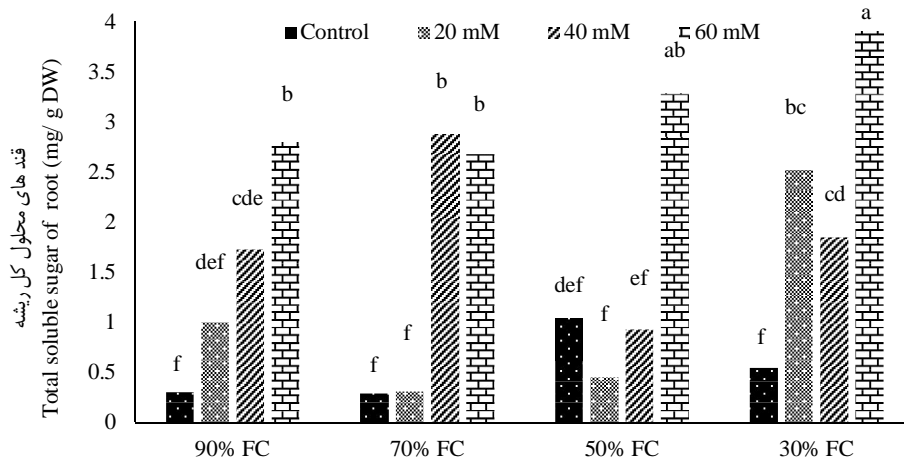 قندهای محلول کل ریشه
Total soluble sugar of root (mg/ g DW)
4
3.5
3
2.5
2
1.5
1
0.5
0
Control 20 mM 40 mM 60 mM
f def cde b
f f b b
def f ef ab
f bc cd a
90% FC 70% FC 50% FC 30% FC